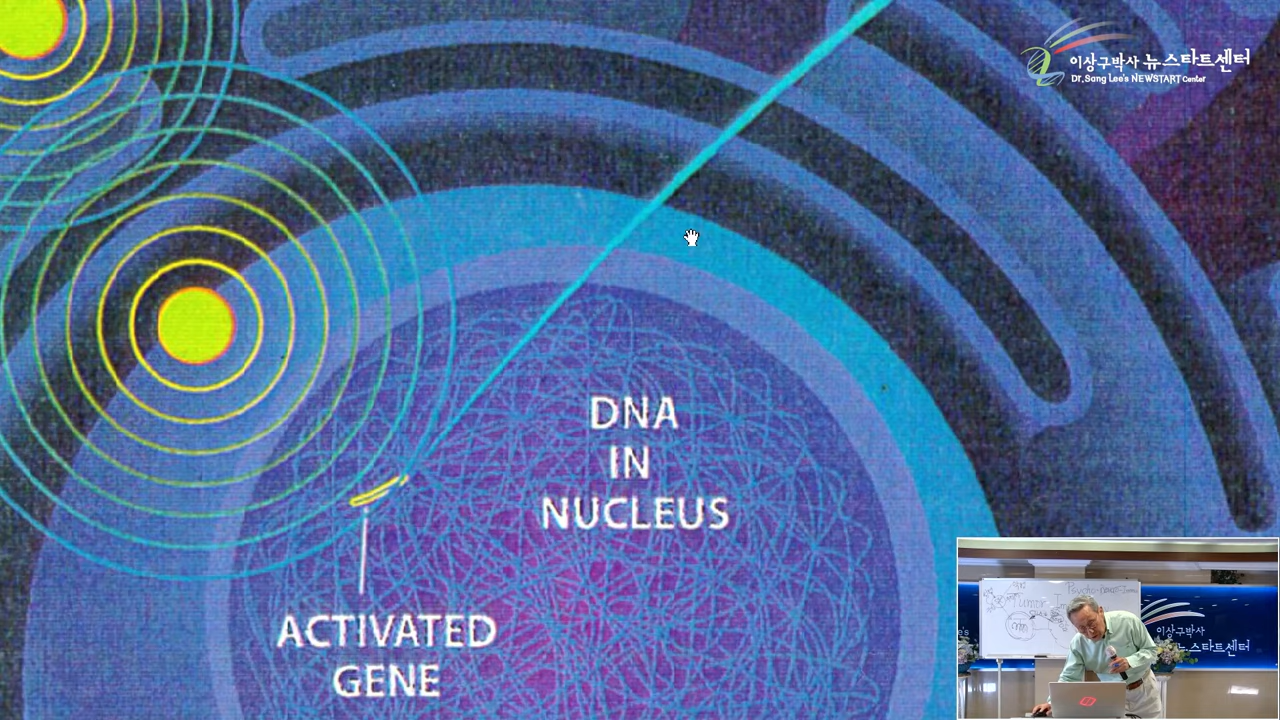 이상구박사 뉴스타트센터
Dr. Sang Lee's NEWSTART Center
DNA
IN
NUCLEUS
ACTIVATED
GENE
Tumor
이상구박사
뉴스타트센터